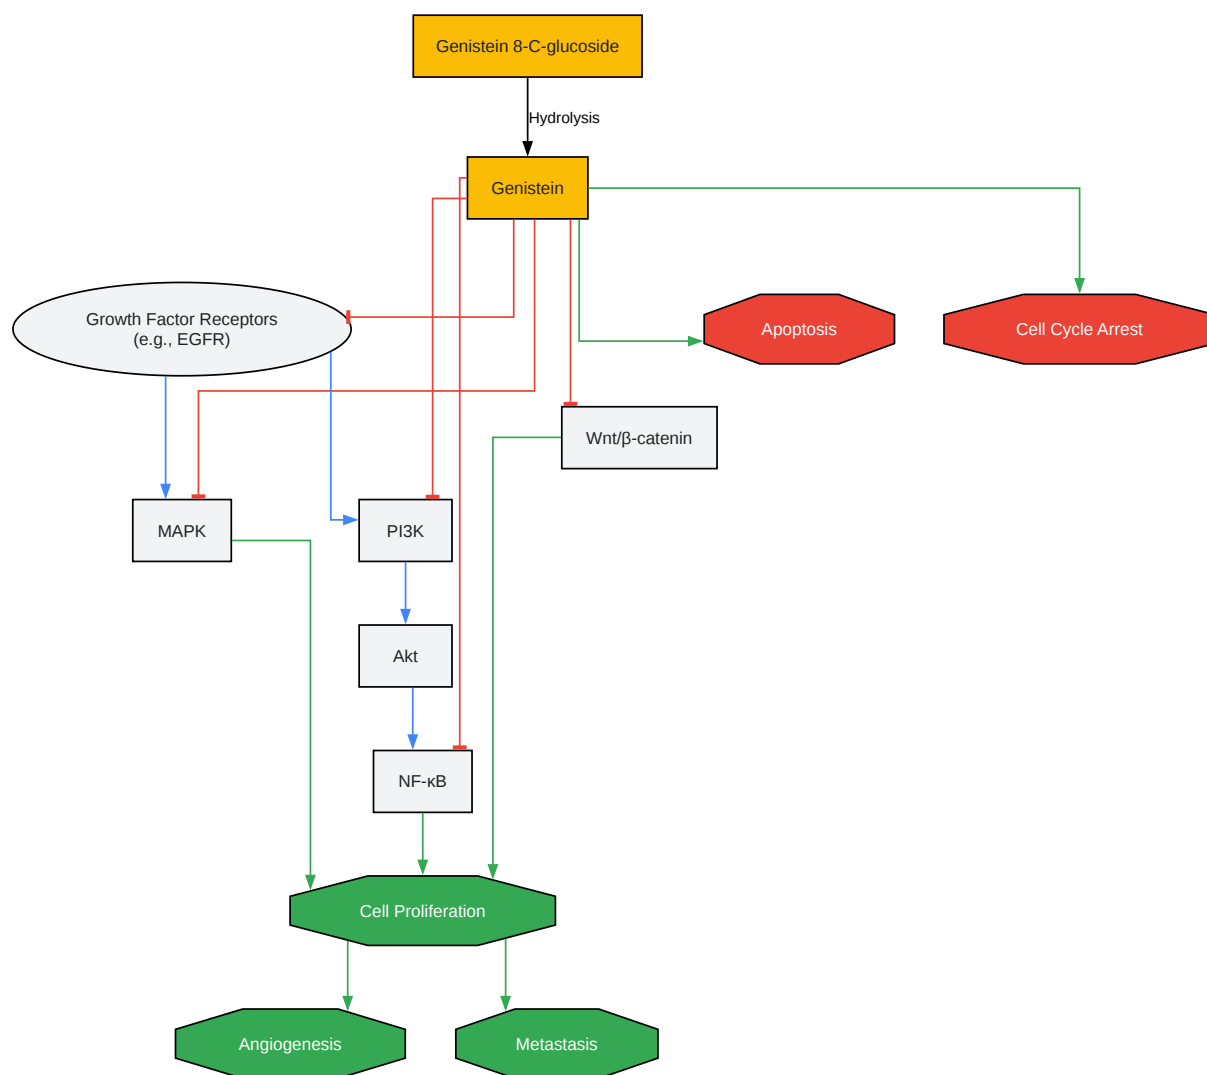 Genistein 8-C-glucoside
Hydrolysis
Genistein
Growth Factor Receptors
(e.g., EGFR)
Apoptosis
Cell Cycle Arrest
Wnt/β-catenin
MAPK
PI3K
Akt
NF-κB
Cell Proliferation
Angiogenesis
Metastasis